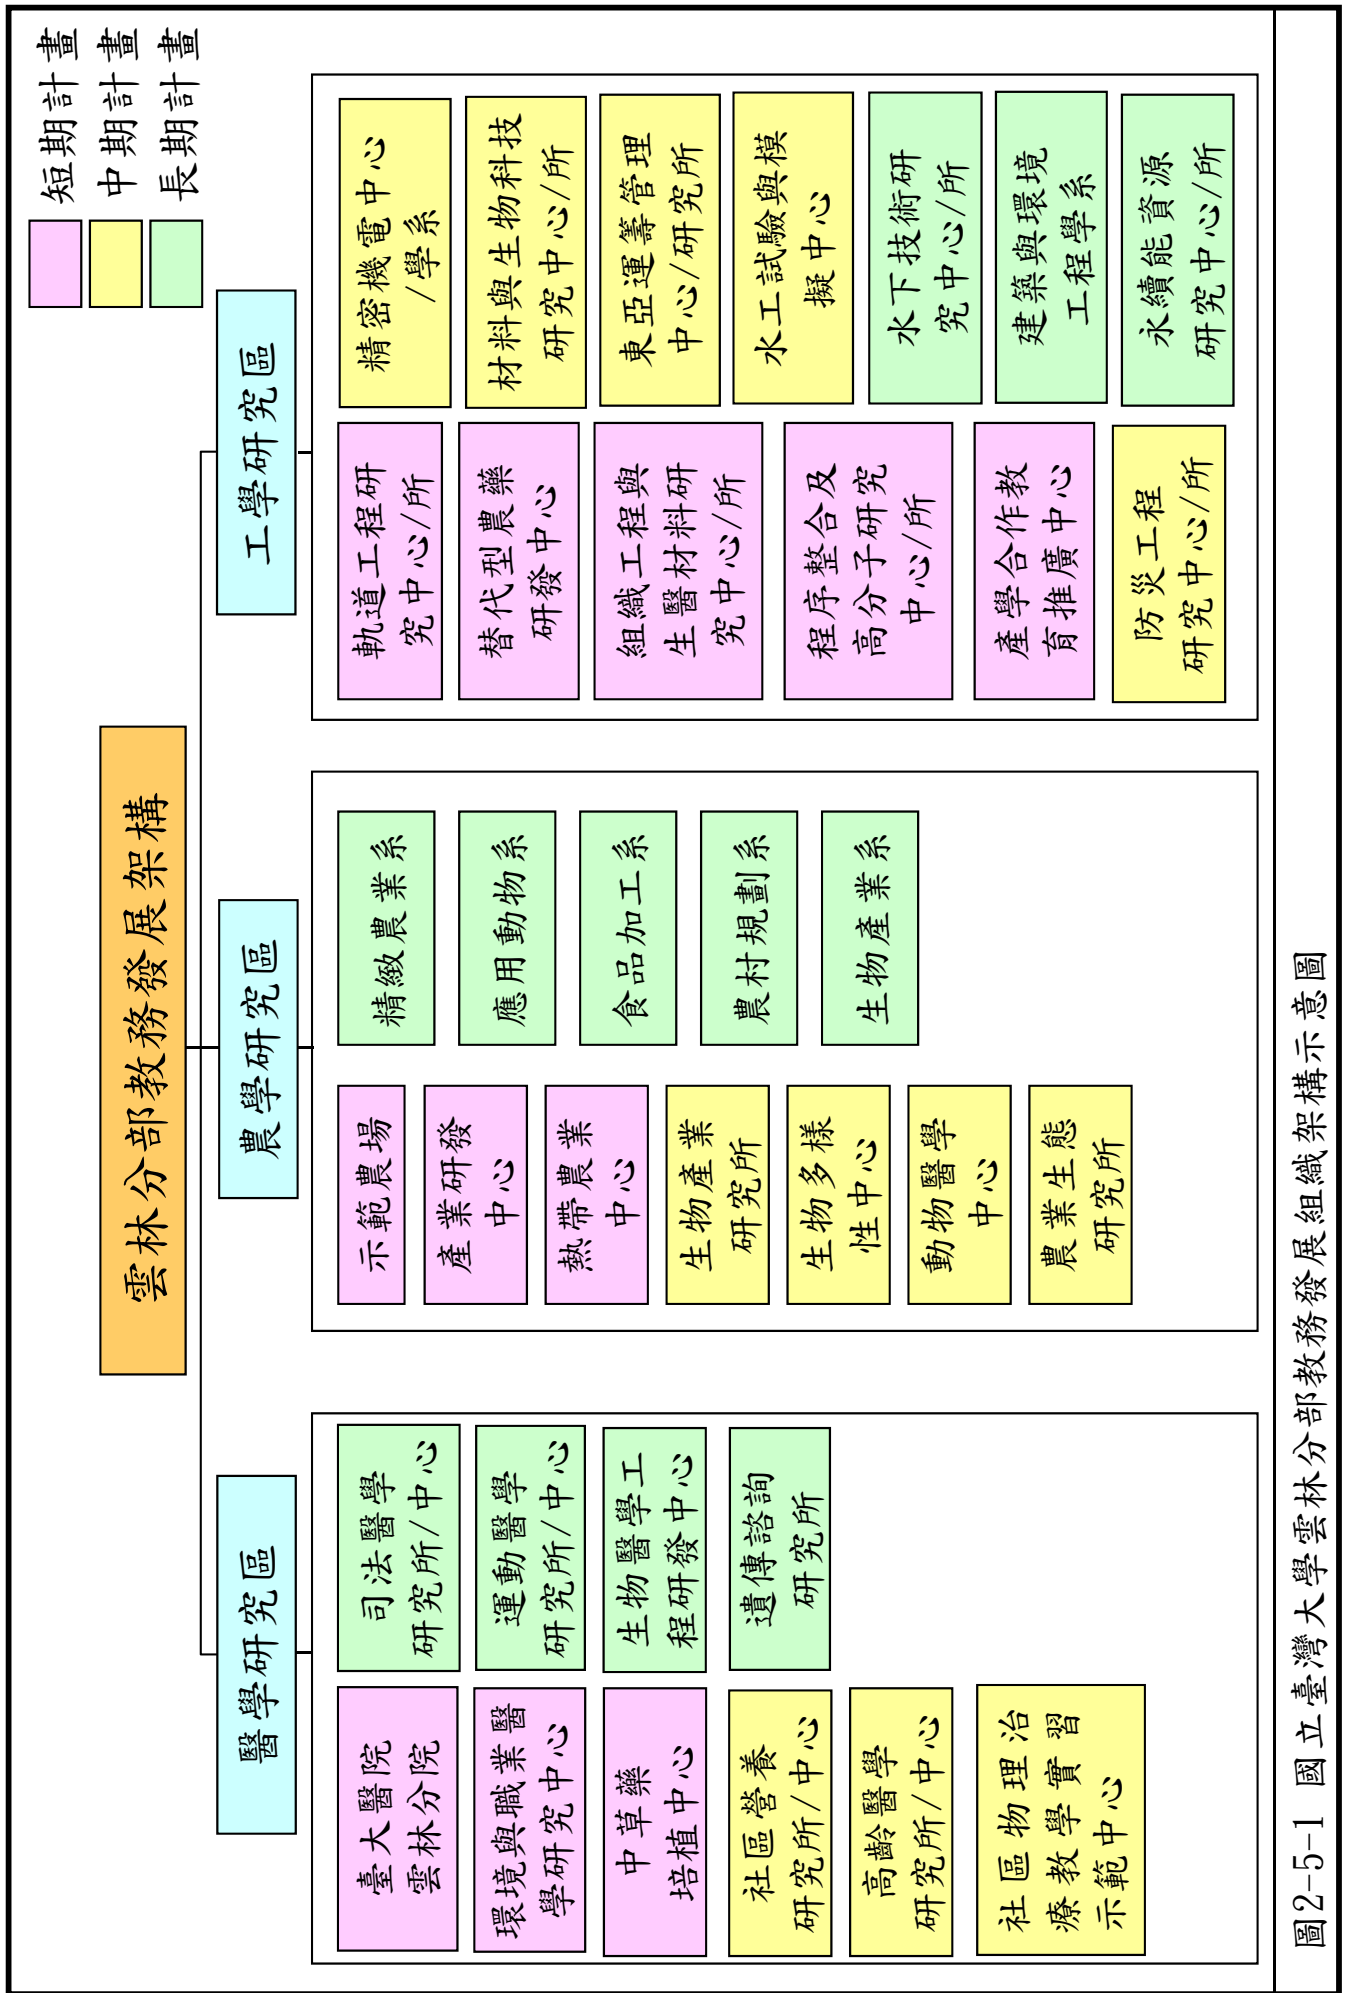 短期計畫
中期計畫
長期計畫
雲林分部教務發展架構
醫學研究區
農學研究區
工學研究區
臺大醫院
雲林分院
環境與職業醫
學研究中心
中草藥
培植中心
社區營養
研究所/中心
高齡醫學
研究所/中心
社區物理治
療教學實習
示範中心
司法醫學
研究所/中心
運動醫學
研究所/中心
生物醫學工
程研發中心
遺傳諮詢
研究所
示範農場
產業研發
中心
熱帶農業
中心
生物產業
研究所
生物多樣
性中心
動物醫學
中心
農業生態
研究所
精緻農業系
應用動物系
食品加工系
農村規劃系
生物產業系
軌道工程研
究中心/所
替代型農藥
研發中心
組織工程與
生醫材料研
究中心/所
程序整合及
高分子研究
中心/所
產學合作教
育推廣中心
防災工程
研究中心/所
精密機電中心
/學系
材料與生物科技
研究中心/所
東亞運籌管理
中心/研究所
水工試驗與模
擬中心
水下技術研
究中心/所
建築與環境
工程學系
永續能資源
研究中心/所
圖2-5-1 國立臺灣大學雲林分部教務發展組織架構示意圖